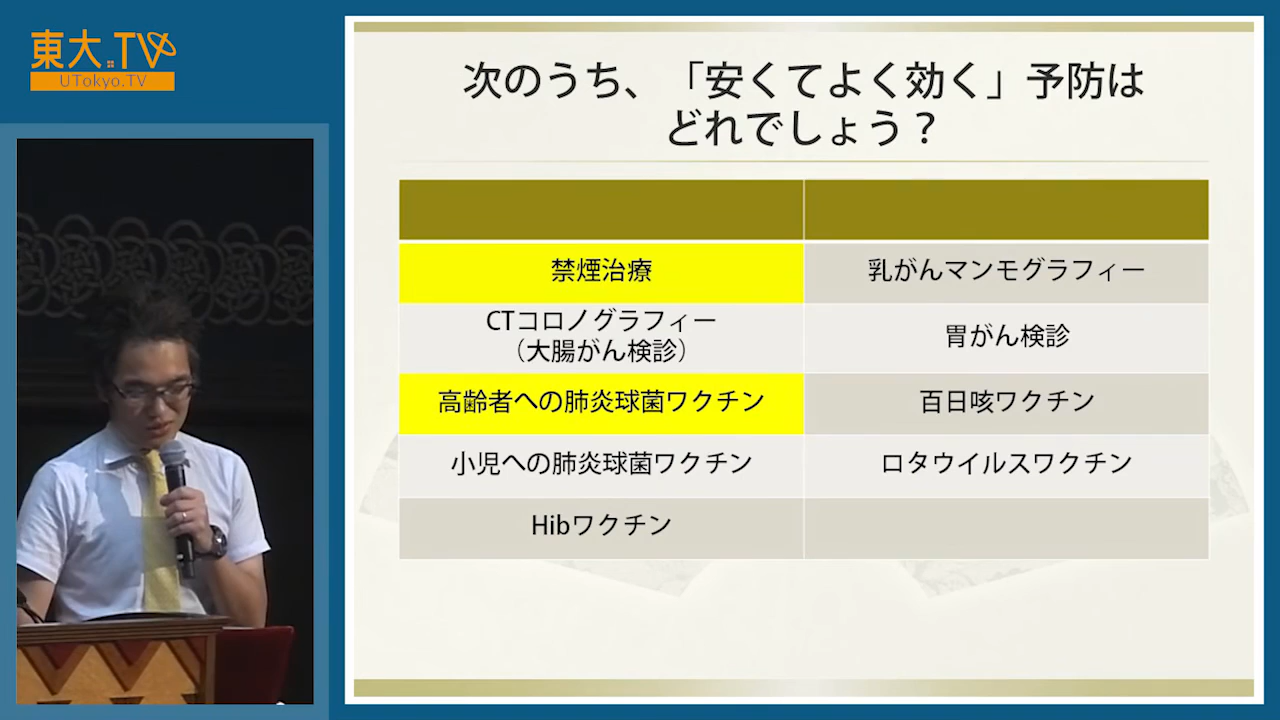 東大.TV
UTokyo.TV
次のうち、「安くてよく効く」予防は
どれでしょう？
禁煙治療
乳がんマンモグラフィー
CTコロノグラフィー
（大腸がん検診）
胃がん検診
高齢者への肺炎球菌ワクチン
百日咳ワクチン
小児への肺炎球菌ワクチン
ロタウイルスワクチン
Hibワクチン